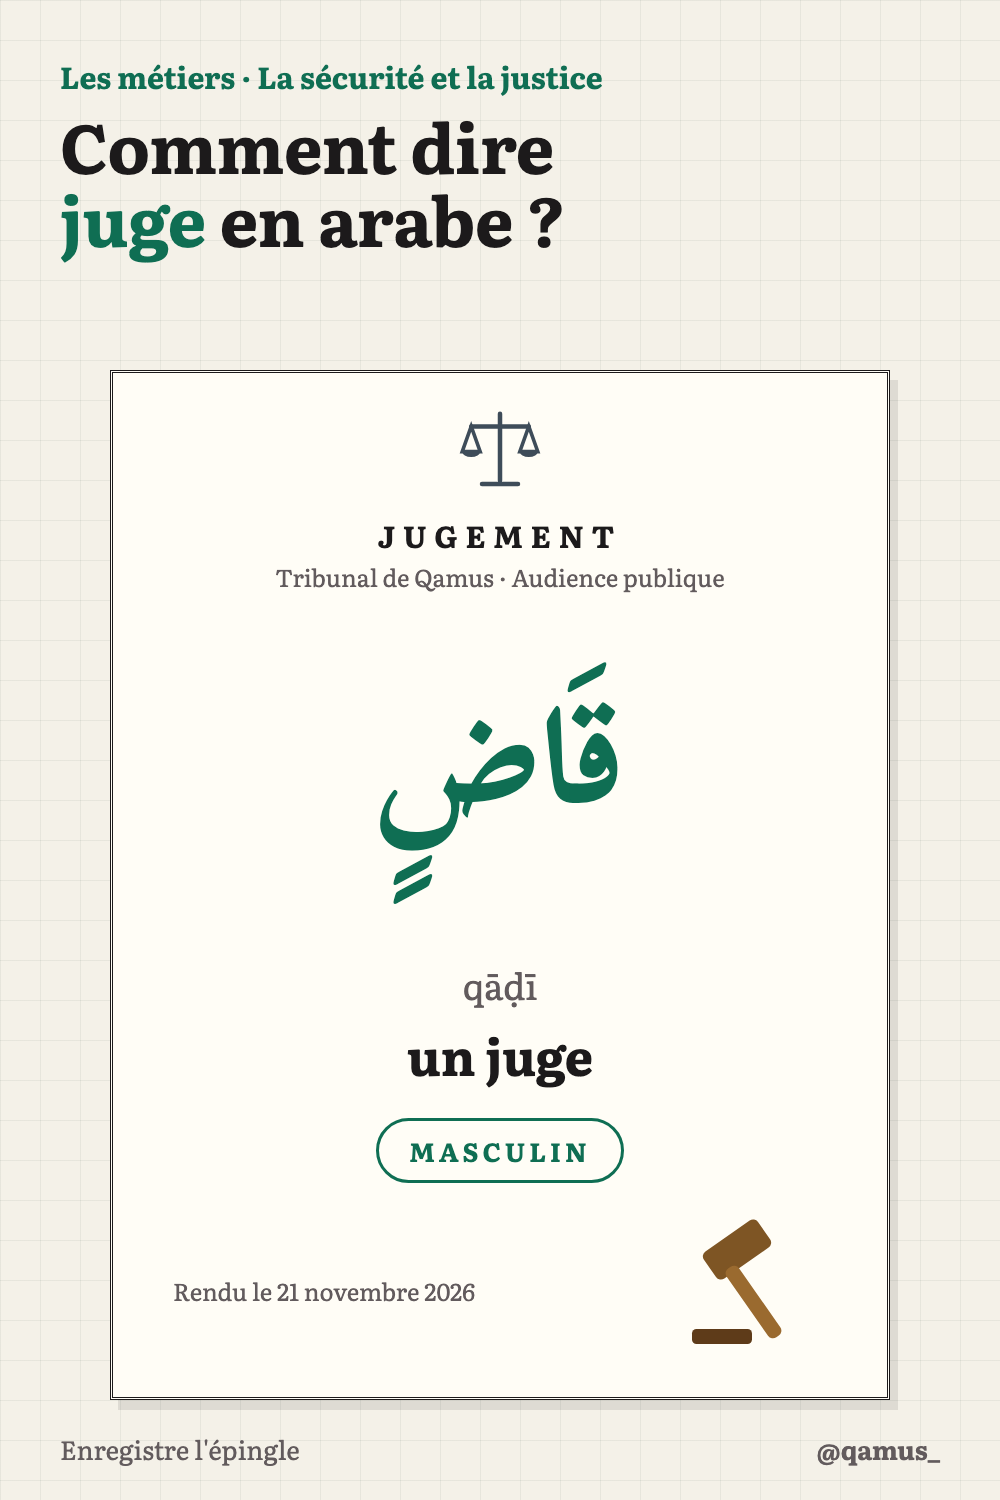 Les métiers · La sécurité et la justice
Comment dire
juge en arabe ?
JUGEMENT
Tribunal de Qamus · Audience publique
قَاضٍ
qāḍī
un juge
MASCULIN
Rendu le 21 novembre 2026
Enregistre l'épingle
@qamus_